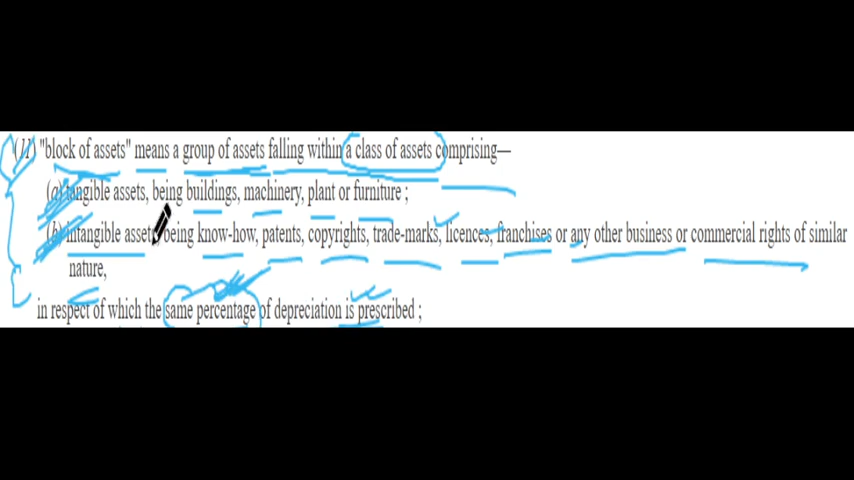 (11) "block of assets" means a group of assets falling within a class of assets comprising—
(a) tangible assets, being buildings, machinery, plant or furniture ;
(b) intangible assets, being know-how, patents, copyrights, trade-marks, licences, franchises or any other business or commercial rights of similar
nature,
in respect of which the same percentage of depreciation is prescribed ;